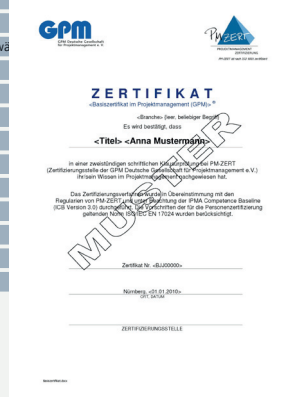 GPM
GPM Deutsche Gesellschaft
für Projektmanagement e. V.
PM-ZERT
PROJEKTMANAGEMENT
ZERTIFIZIERUNG
wä
ZERTIFIKAT
<Basiszertifikat im Projektmanagement (GPM)> ®
<Branche> (leer, beliebiger Begriff)
Es wird bestätigt, dass
<Titel> <Anna Mustermann>
in einer zweistündigen schriftlichen Klausurprüfung bei PM-ZERT
(Zertifizierungsstelle der GPM Deutsche Gesellschaft für Projektmanagement e.V.)
ihr/sein Wissen im Projektmanagement nachgewiesen hat.
Das Zertifizierungsverfahren wurde in Übereinstimmung mit den
Regularien von PM-ZERT und unter Beachtung der IPMA Competence Baseline
(ICB Version 3.0) durchgeführt. Die Vorschriften der für die Personenzertifizierung
geltenden Norm ISO/IEC EN 17024 wurden berücksichtigt.
MUSTER
Zertifikat Nr. <BJJ00000>
Nürnberg, <01.01.2010>
ORT, DATUM
ZERTIFIZIERUNGSSTELLE